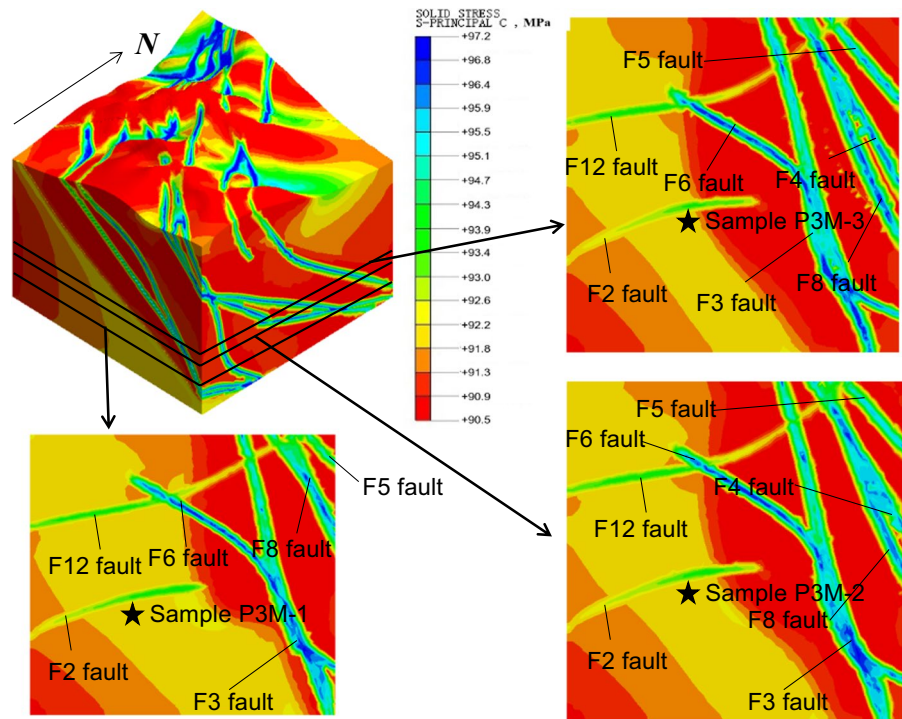 N
SOLID STRESS
S-PRINCIPAL C , MPa
+97.2
+96.8
+96.4
+95.9
+95.5
+95.1
+94.7
+94.3
+93.9
+93.4
+93.0
+92.6
+92.2
+91.8
+91.3
+90.9
+90.5
F5 fault
F12 fault
F6 fault
F4 fault
Sample P3M-3
F2 fault
F3 fault
F8 fault
F5 fault
F12 fault
F6 fault
F8 fault
Sample P3M-1
F2 fault
F3 fault
F5 fault
F6 fault
F4 fault
F12 fault
Sample P3M-2
F8 fault
F2 fault
F3 fault